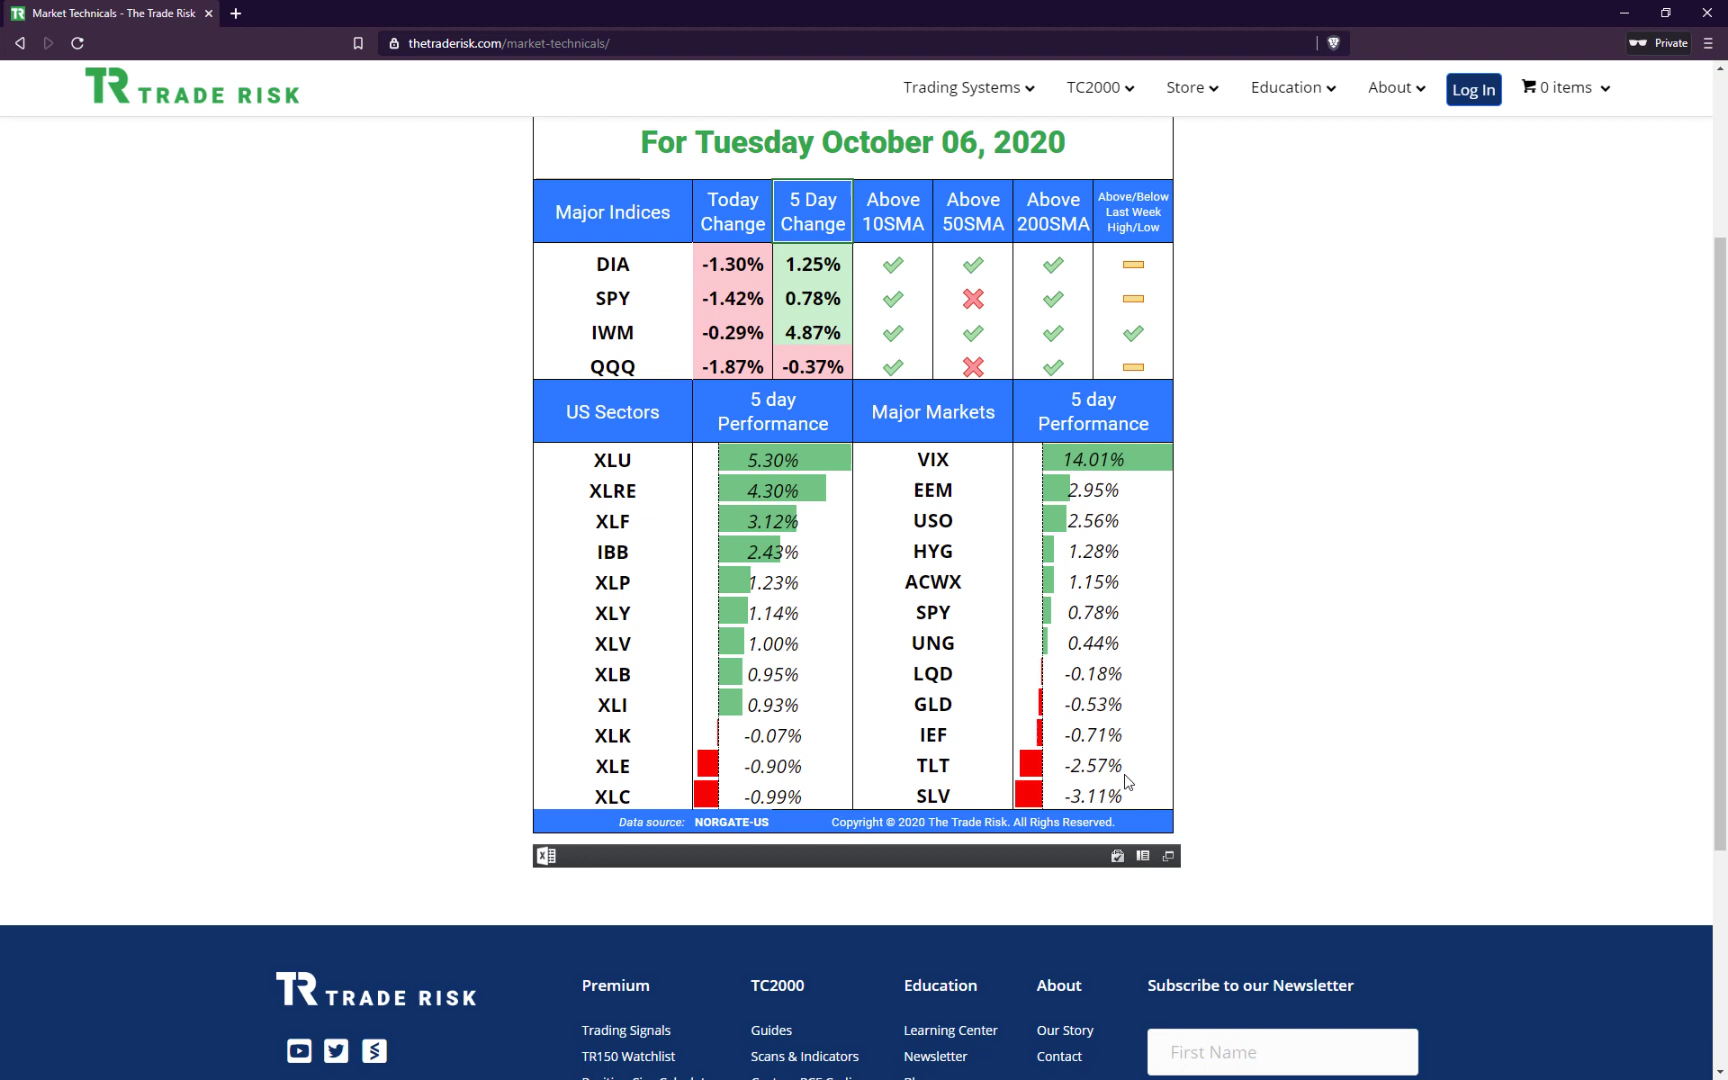 Market Technicals - The Trade Risk
thetraderisk.com/market-technicals/
Private
TR TRADE RISK
Trading Systems
TC2000
Store
Education
About
Log In
0 items
For Tuesday October 06, 2020
Major Indices
Today Change
5 Day Change
Above 10SMA
Above 50SMA
Above 200SMA
Above/Below Last Week High/Low
DIA -1.30% 1.25%
SPY -1.42% 0.78%
IWM -0.29% 4.87%
QQQ -1.87% -0.37%
US Sectors
5 day Performance
Major Markets
5 day Performance
XLU 5.30% VIX 14.01%
XLRE 4.30% EEM 2.95%
XLF 3.12% USO 2.56%
IBB 2.43% HYG 1.28%
XLP 1.23% ACWX 1.15%
XLY 1.14% SPY 0.78%
XLV 1.00% UNG 0.44%
XLB 0.95% LQD -0.18%
XLI 0.93% GLD -0.53%
XLK -0.07% IEF -0.71%
XLE -0.90% TLT -2.57%
XLC -0.99% SLV -3.11%
Data source: NORGATE-US Copyright © 2020 The Trade Risk. All Righs Reserved.
TR TRADE RISK
Premium
TC2000
Education
About
Subscribe to our Newsletter
Trading Signals
Guides
Learning Center
Our Story
First Name
TR150 Watchlist
Scans & Indicators
Newsletter
Contact